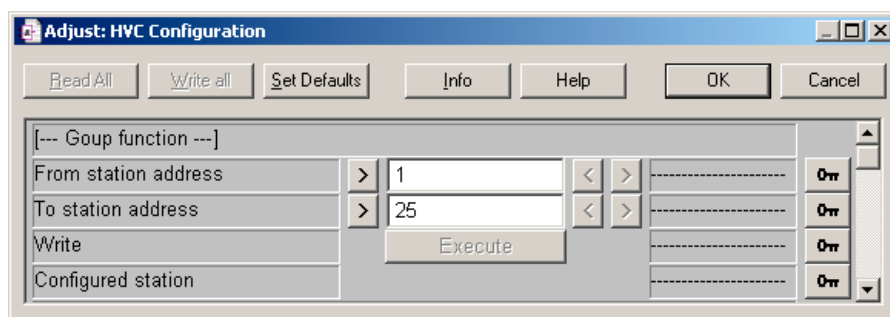 Adjust: HVC Configuration
Read All Write all Set Defaults Info Help OK Cancel
[--- Goup function ---]
From station address > 1 < > ----------------------
To station address > 25 < > ----------------------
Write Execute ----------------------
Configured station ----------------------